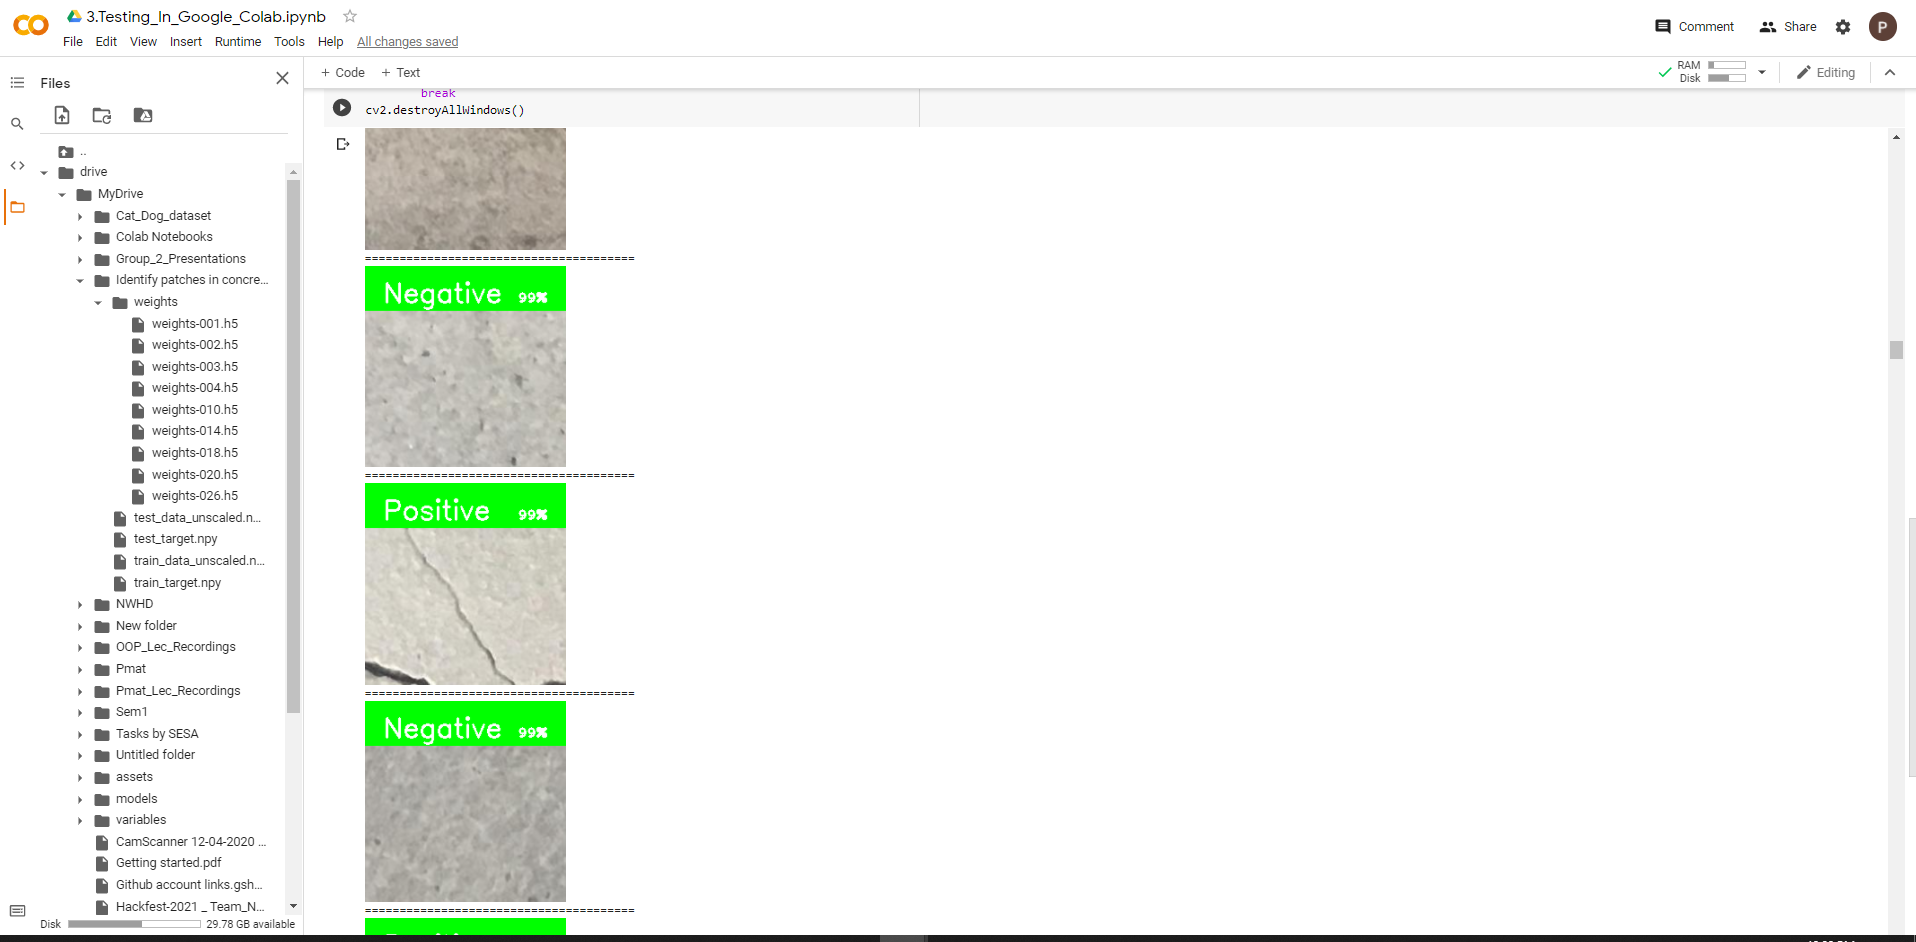 3.Testing_In_Google_Colab.ipynb
File Edit View Insert Runtime Tools Help All changes saved
Comment Share P
Files
+ Code + Text
RAM
Disk
Editing
break
cv2.destroyAllWindows()
..
drive
MyDrive
Cat_Dog_dataset
Colab Notebooks
Group_2_Presentations
Identify patches in concre...
weights
weights-001.h5
weights-002.h5
weights-003.h5
weights-004.h5
weights-010.h5
weights-014.h5
weights-018.h5
weights-020.h5
weights-026.h5
test_data_unscaled.n...
test_target.npy
train_data_unscaled.n...
train_target.npy
NWHD
New folder
OOP_Lec_Recordings
Pmat
Pmat_Lec_Recordings
Sem1
Tasks by SESA
Untitled folder
assets
models
variables
CamScanner 12-04-2020 ...
Getting started.pdf
Github account links.gsh...
Hackfest-2021 _ Team_N...
Disk 29.78 GB available
=======================================
Negative 99%
=======================================
Positive 99%
=======================================
Negative 99%
=======================================